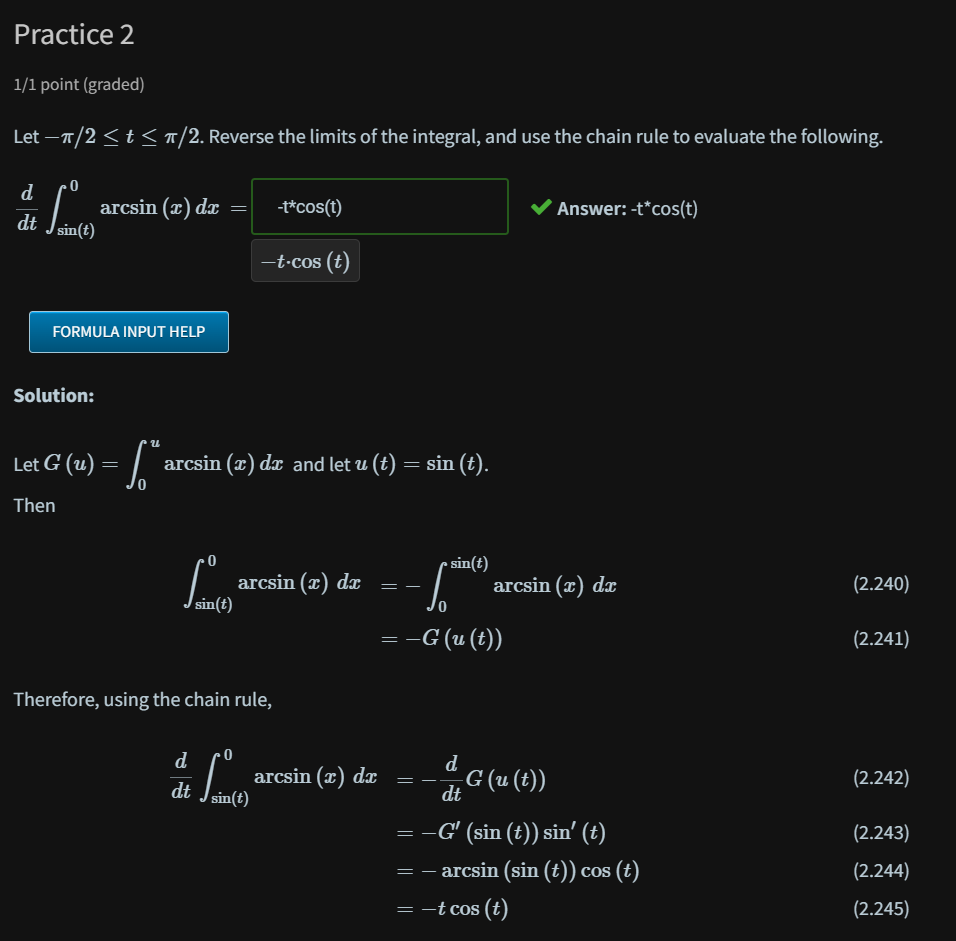 Practice 2
1/1 point (graded)
Let −π/2 ≤ t ≤ π/2. Reverse the limits of the integral, and use the chain rule to evaluate the following.
d/dt ∫_{sin(t)}^{0} arcsin (x) dx = -t*cos(t) ✔ Answer: -t*cos(t)
−t·cos (t)
FORMULA INPUT HELP
Solution:
Let G (u) = ∫_{0}^{u} arcsin (x) dx and let u (t) = sin (t).
Then
∫_{sin(t)}^{0} arcsin (x) dx = − ∫_{0}^{sin(t)} arcsin (x) dx (2.240)
= −G (u (t)) (2.241)
Therefore, using the chain rule,
d/dt ∫_{sin(t)}^{0} arcsin (x) dx = − d/dt G (u (t)) (2.242)
= −G′ (sin (t)) sin′ (t) (2.243)
= − arcsin (sin (t)) cos (t) (2.244)
= −t cos (t) (2.245)